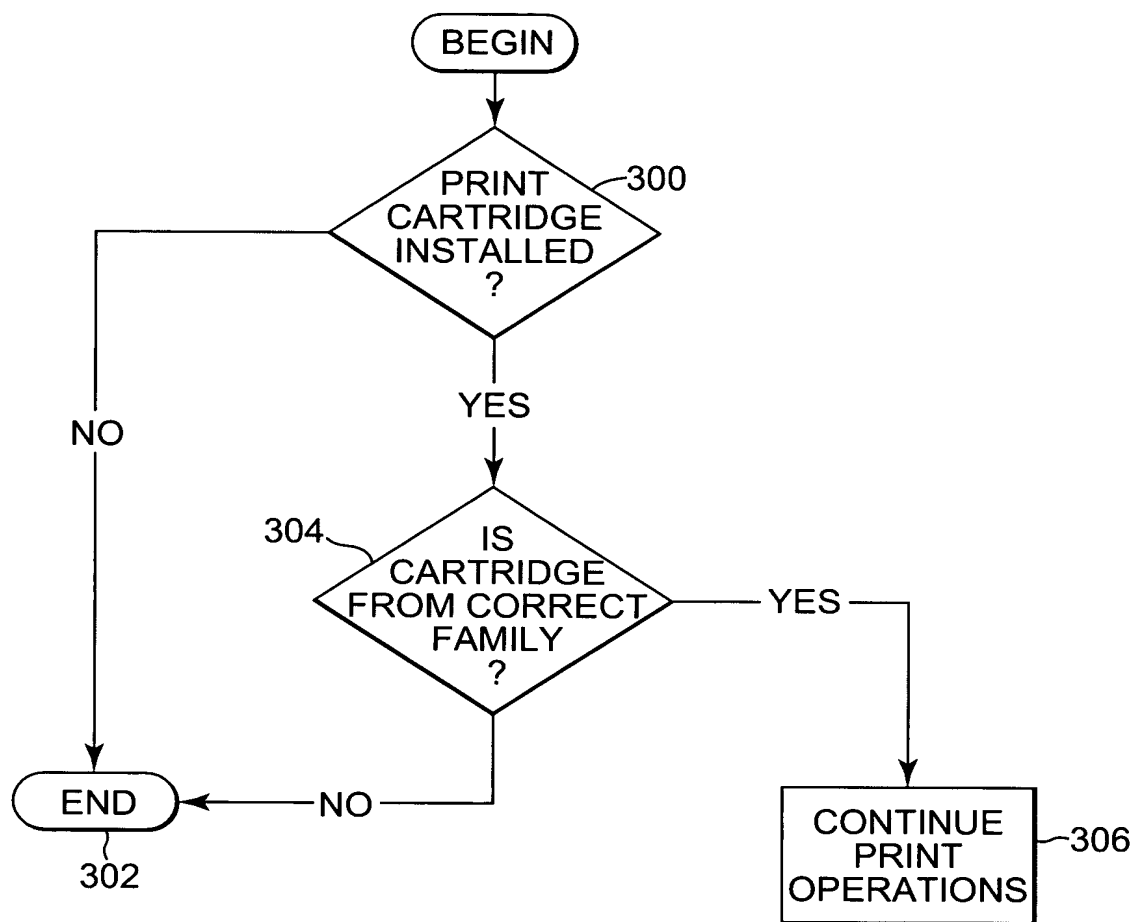 BEGIN
PRINT
CARTRIDGE
INSTALLED
?
300
NO
YES
304
IS
CARTRIDGE
FROM CORRECT
FAMILY
?
YES
END
NO
302
CONTINUE
PRINT
OPERATIONS
306